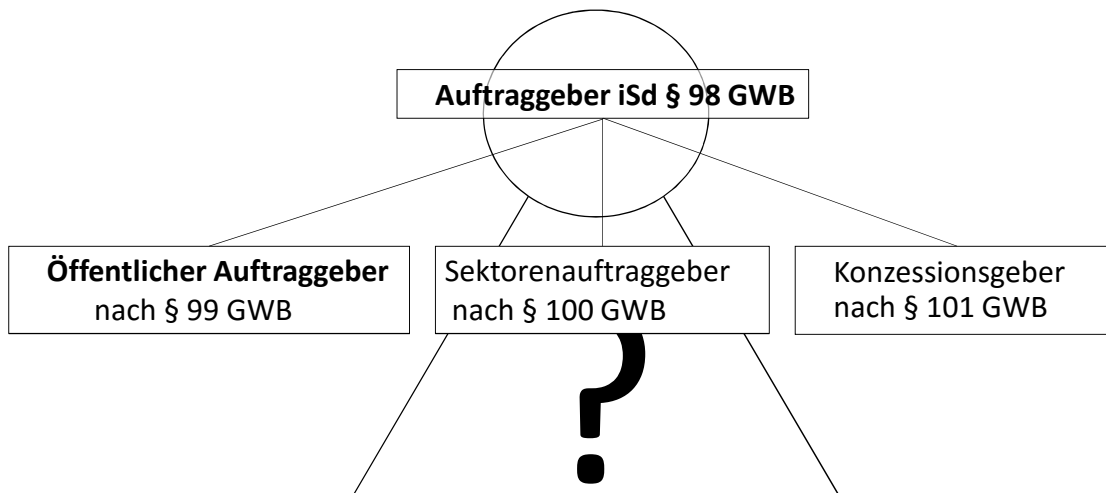 Auftraggeber iSd § 98 GWB
Öffentlicher Auftraggeber
nach § 99 GWB
Sektorenauftraggeber
nach § 100 GWB
Konzessionsgeber
nach § 101 GWB
?